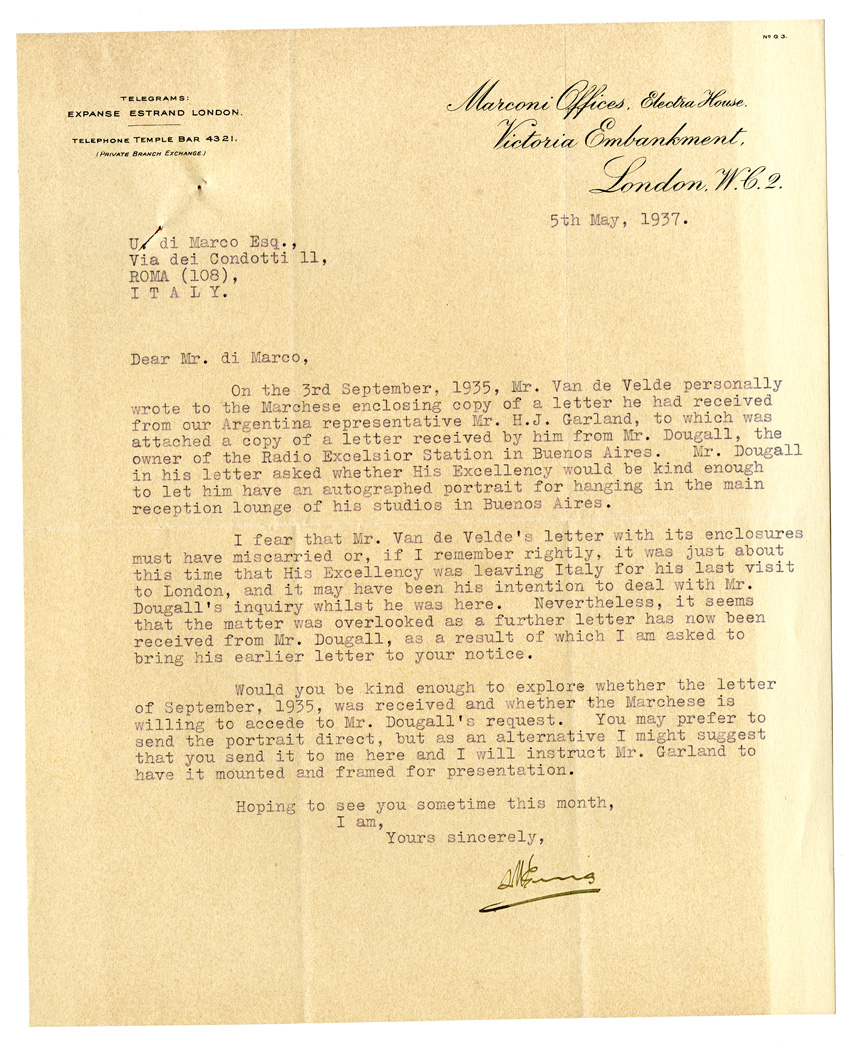 Nº G 3.
TELEGRAMS:
EXPANSE ESTRAND LONDON.
TELEPHONE TEMPLE BAR 4321.
(PRIVATE BRANCH EXCHANGE.)
Marconi Offices, Electra House.
Victoria Embankment,
London, W.C.2.
5th May, 1937.
U. di Marco Esq.,
Via dei Condotti 11,
ROMA (108),
I T A L Y.
Dear Mr. di Marco,
On the 3rd September, 1935, Mr. Van de Velde personally
wrote to the Marchese enclosing copy of a letter he had received
from our Argentina representative Mr. H.J. Garland, to which was
attached a copy of a letter received by him from Mr. Dougall, the
owner of the Radio Excelsior Station in Buenos Aires. Mr. Dougall
in his letter asked whether His Excellency would be kind enough
to let him have an autographed portrait for hanging in the main
reception lounge of his studios in Buenos Aires.
I fear that Mr. Van de Velde's letter with its enclosures
must have miscarried or, if I remember rightly, it was just about
this time that His Excellency was leaving Italy for his last visit
to London, and it may have been his intention to deal with Mr.
Dougall's inquiry whilst he was here. Nevertheless, it seems
that the matter was overlooked as a further letter has now been
received from Mr. Dougall, as a result of which I am asked to
bring his earlier letter to your notice.
Would you be kind enough to explore whether the letter
of September, 1935, was received and whether the Marchese is
willing to accede to Mr. Dougall's request. You may prefer to
send the portrait direct, but as an alternative I might suggest
that you send it to me here and I will instruct Mr. Garland to
have it mounted and framed for presentation.
Hoping to see you sometime this month,
I am,
Yours sincerely,